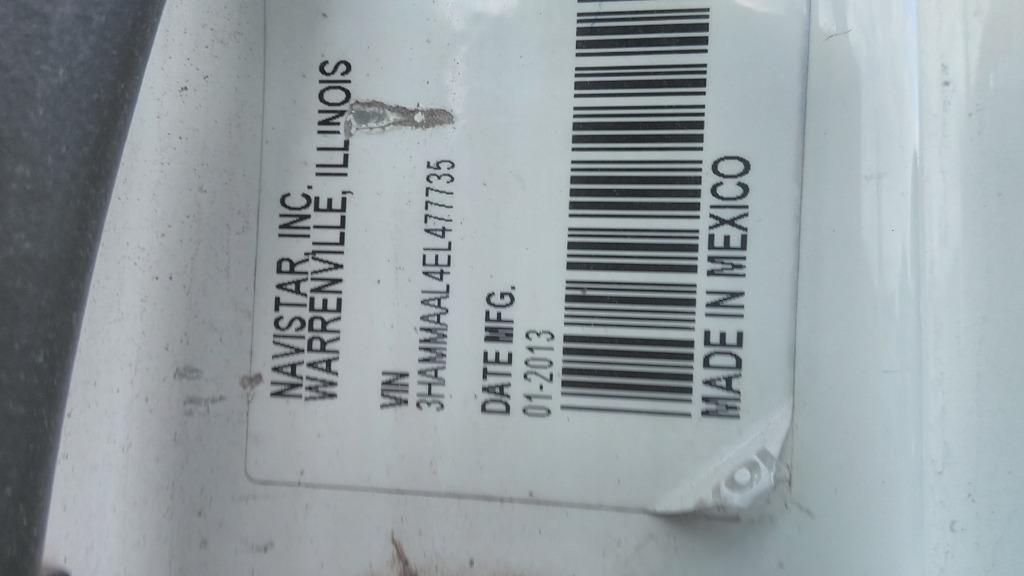 NAVISTAR, INC.
WARRENVILLE, ILLINOIS
VIN
3HAMMAAL4EL477735
DATE MFG.
01-2013
MADE IN MEXICO